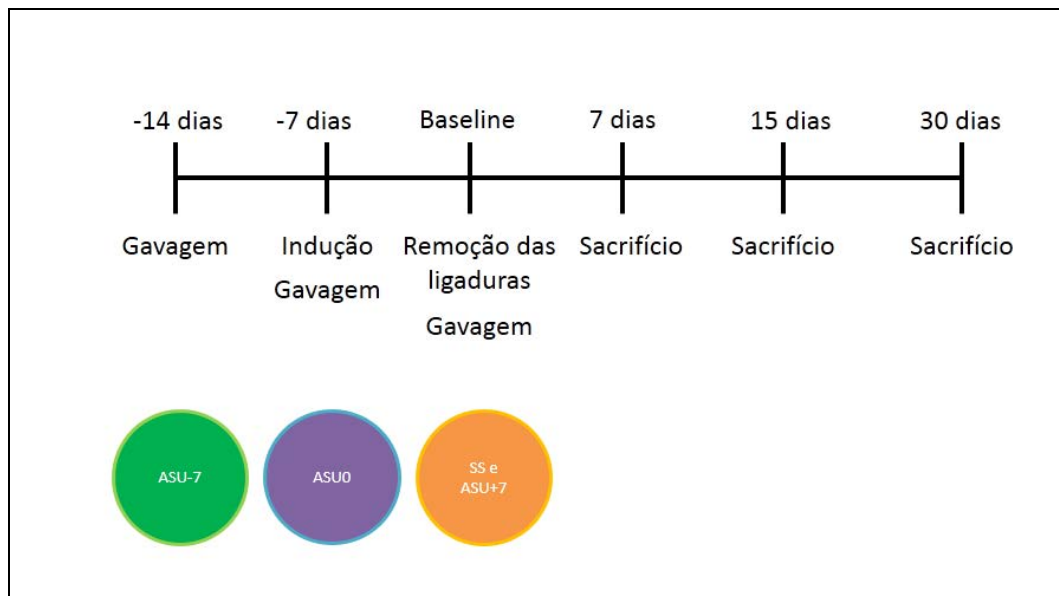 -14 dias
-7 dias
Baseline
7 dias
15 dias
30 dias
Gavagem
Indução
Gavagem
Remoção das
ligaduras
Gavagem
Sacrifício
Sacrifício
Sacrifício
ASU-7
ASU0
SS e
ASU+7